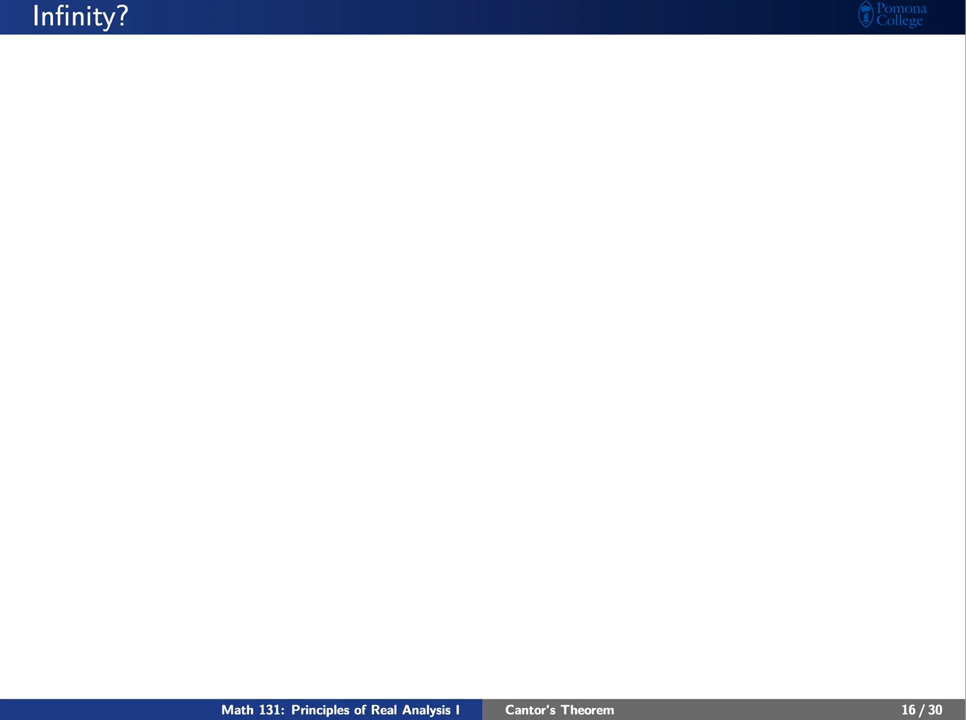 Infinity?
Pomona
College
Math 131: Principles of Real Analysis I
Cantor's Theorem
16 / 30